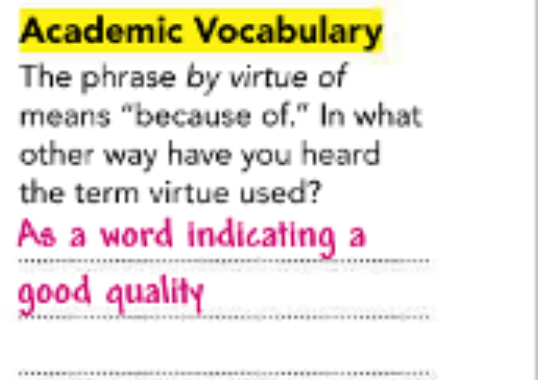 Academic Vocabulary
The phrase by virtue of
means “because of.” In what
other way have you heard
the term virtue used?
As a word indicating a
good quality